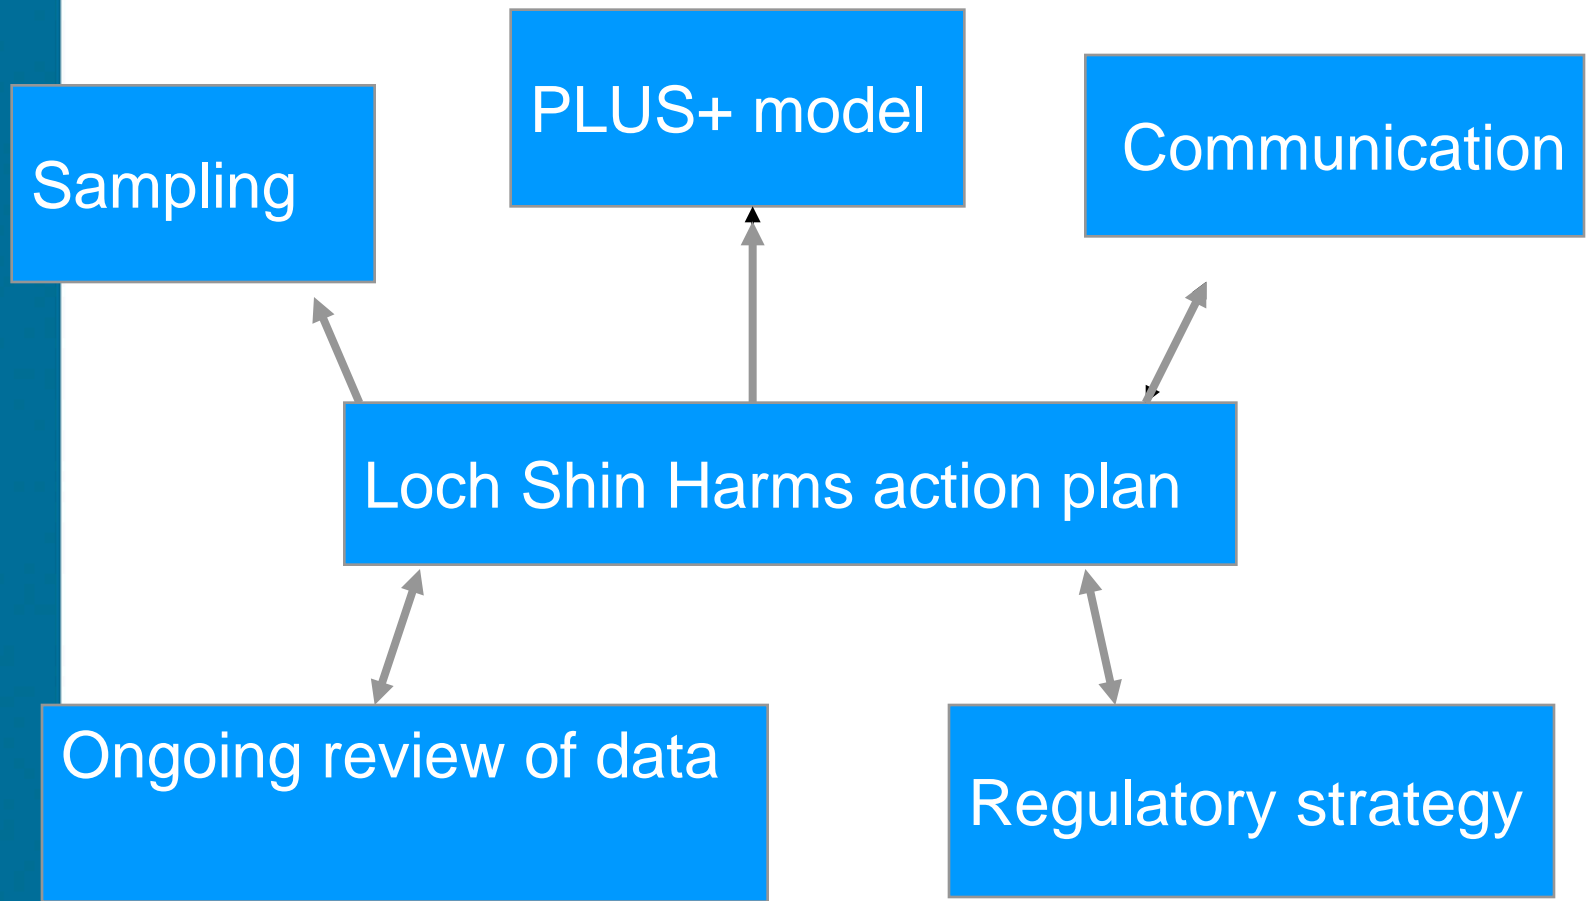 Sampling
PLUS+ model
Communication
Loch Shin Harms action plan
Ongoing review of data
Regulatory strategy